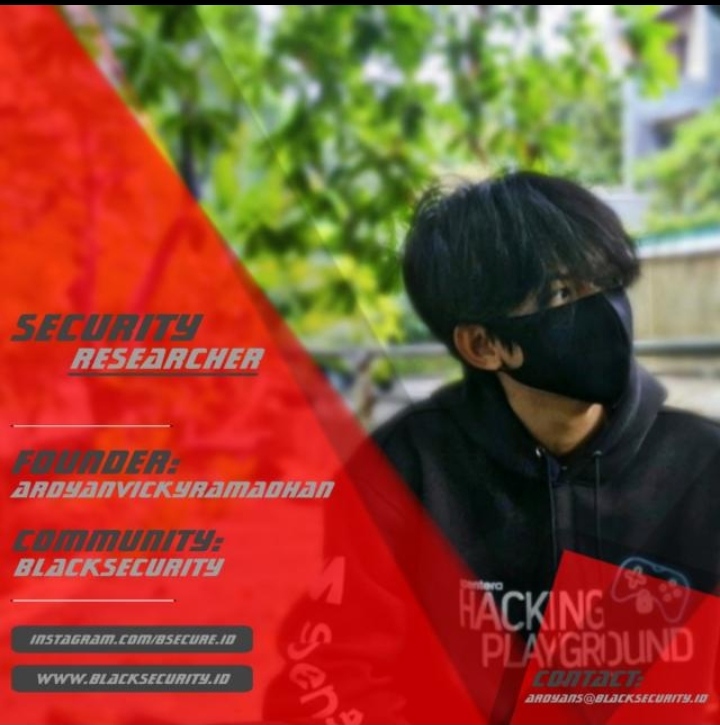 SECURITY
RESEARCHER
FOUNDER:
ARDYANVICKYRAMADHAN
COMMUNITY:
BLACKSECURITY
INSTAGRAM.COM/BSECURE.ID
WWW.BLACKSECURITY.ID
pentera
HACKING
PLAYGROUND
CONTACT:
ARDYANS@BLACKSECURITY.ID